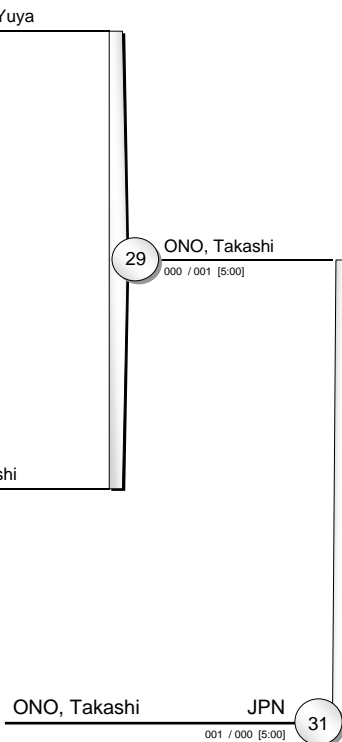 Yuya
29
ONO, Takashi
000 / 001 [5:00]
shi
ONO, Takashi JPN
31
001 / 000 [5:00]